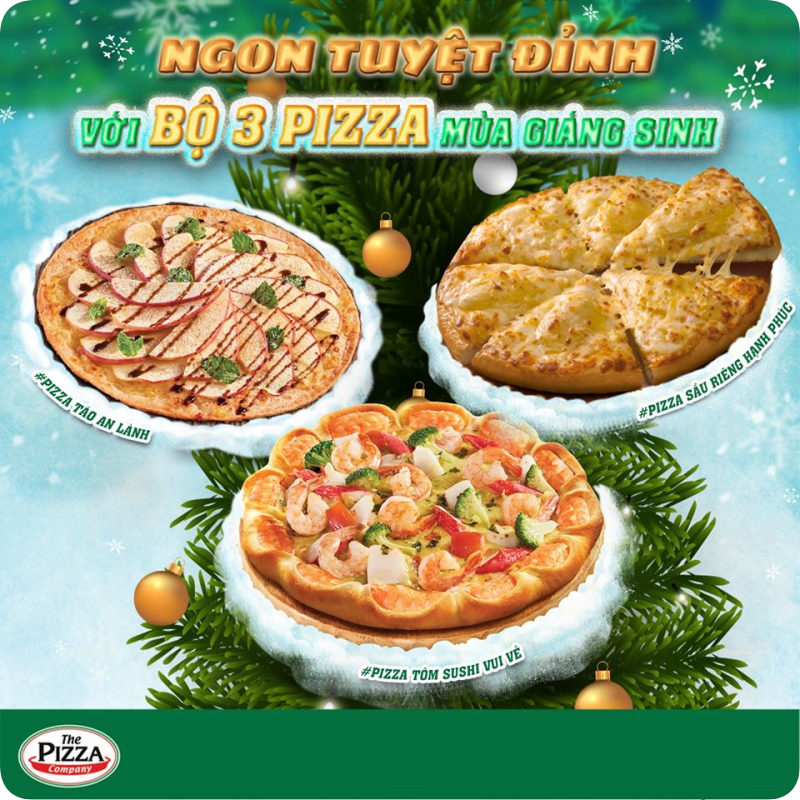 NGON TUYỆT ĐỈNH
VỚI BỘ 3 PIZZA MÙA GIÁNG SINH
#PIZZA TÁO AN LÀNH
#PIZZA SẦU RIÊNG HẠNH PHÚC
#PIZZA TÔM SUSHI VUI VẺ
The
PIZZA
Company